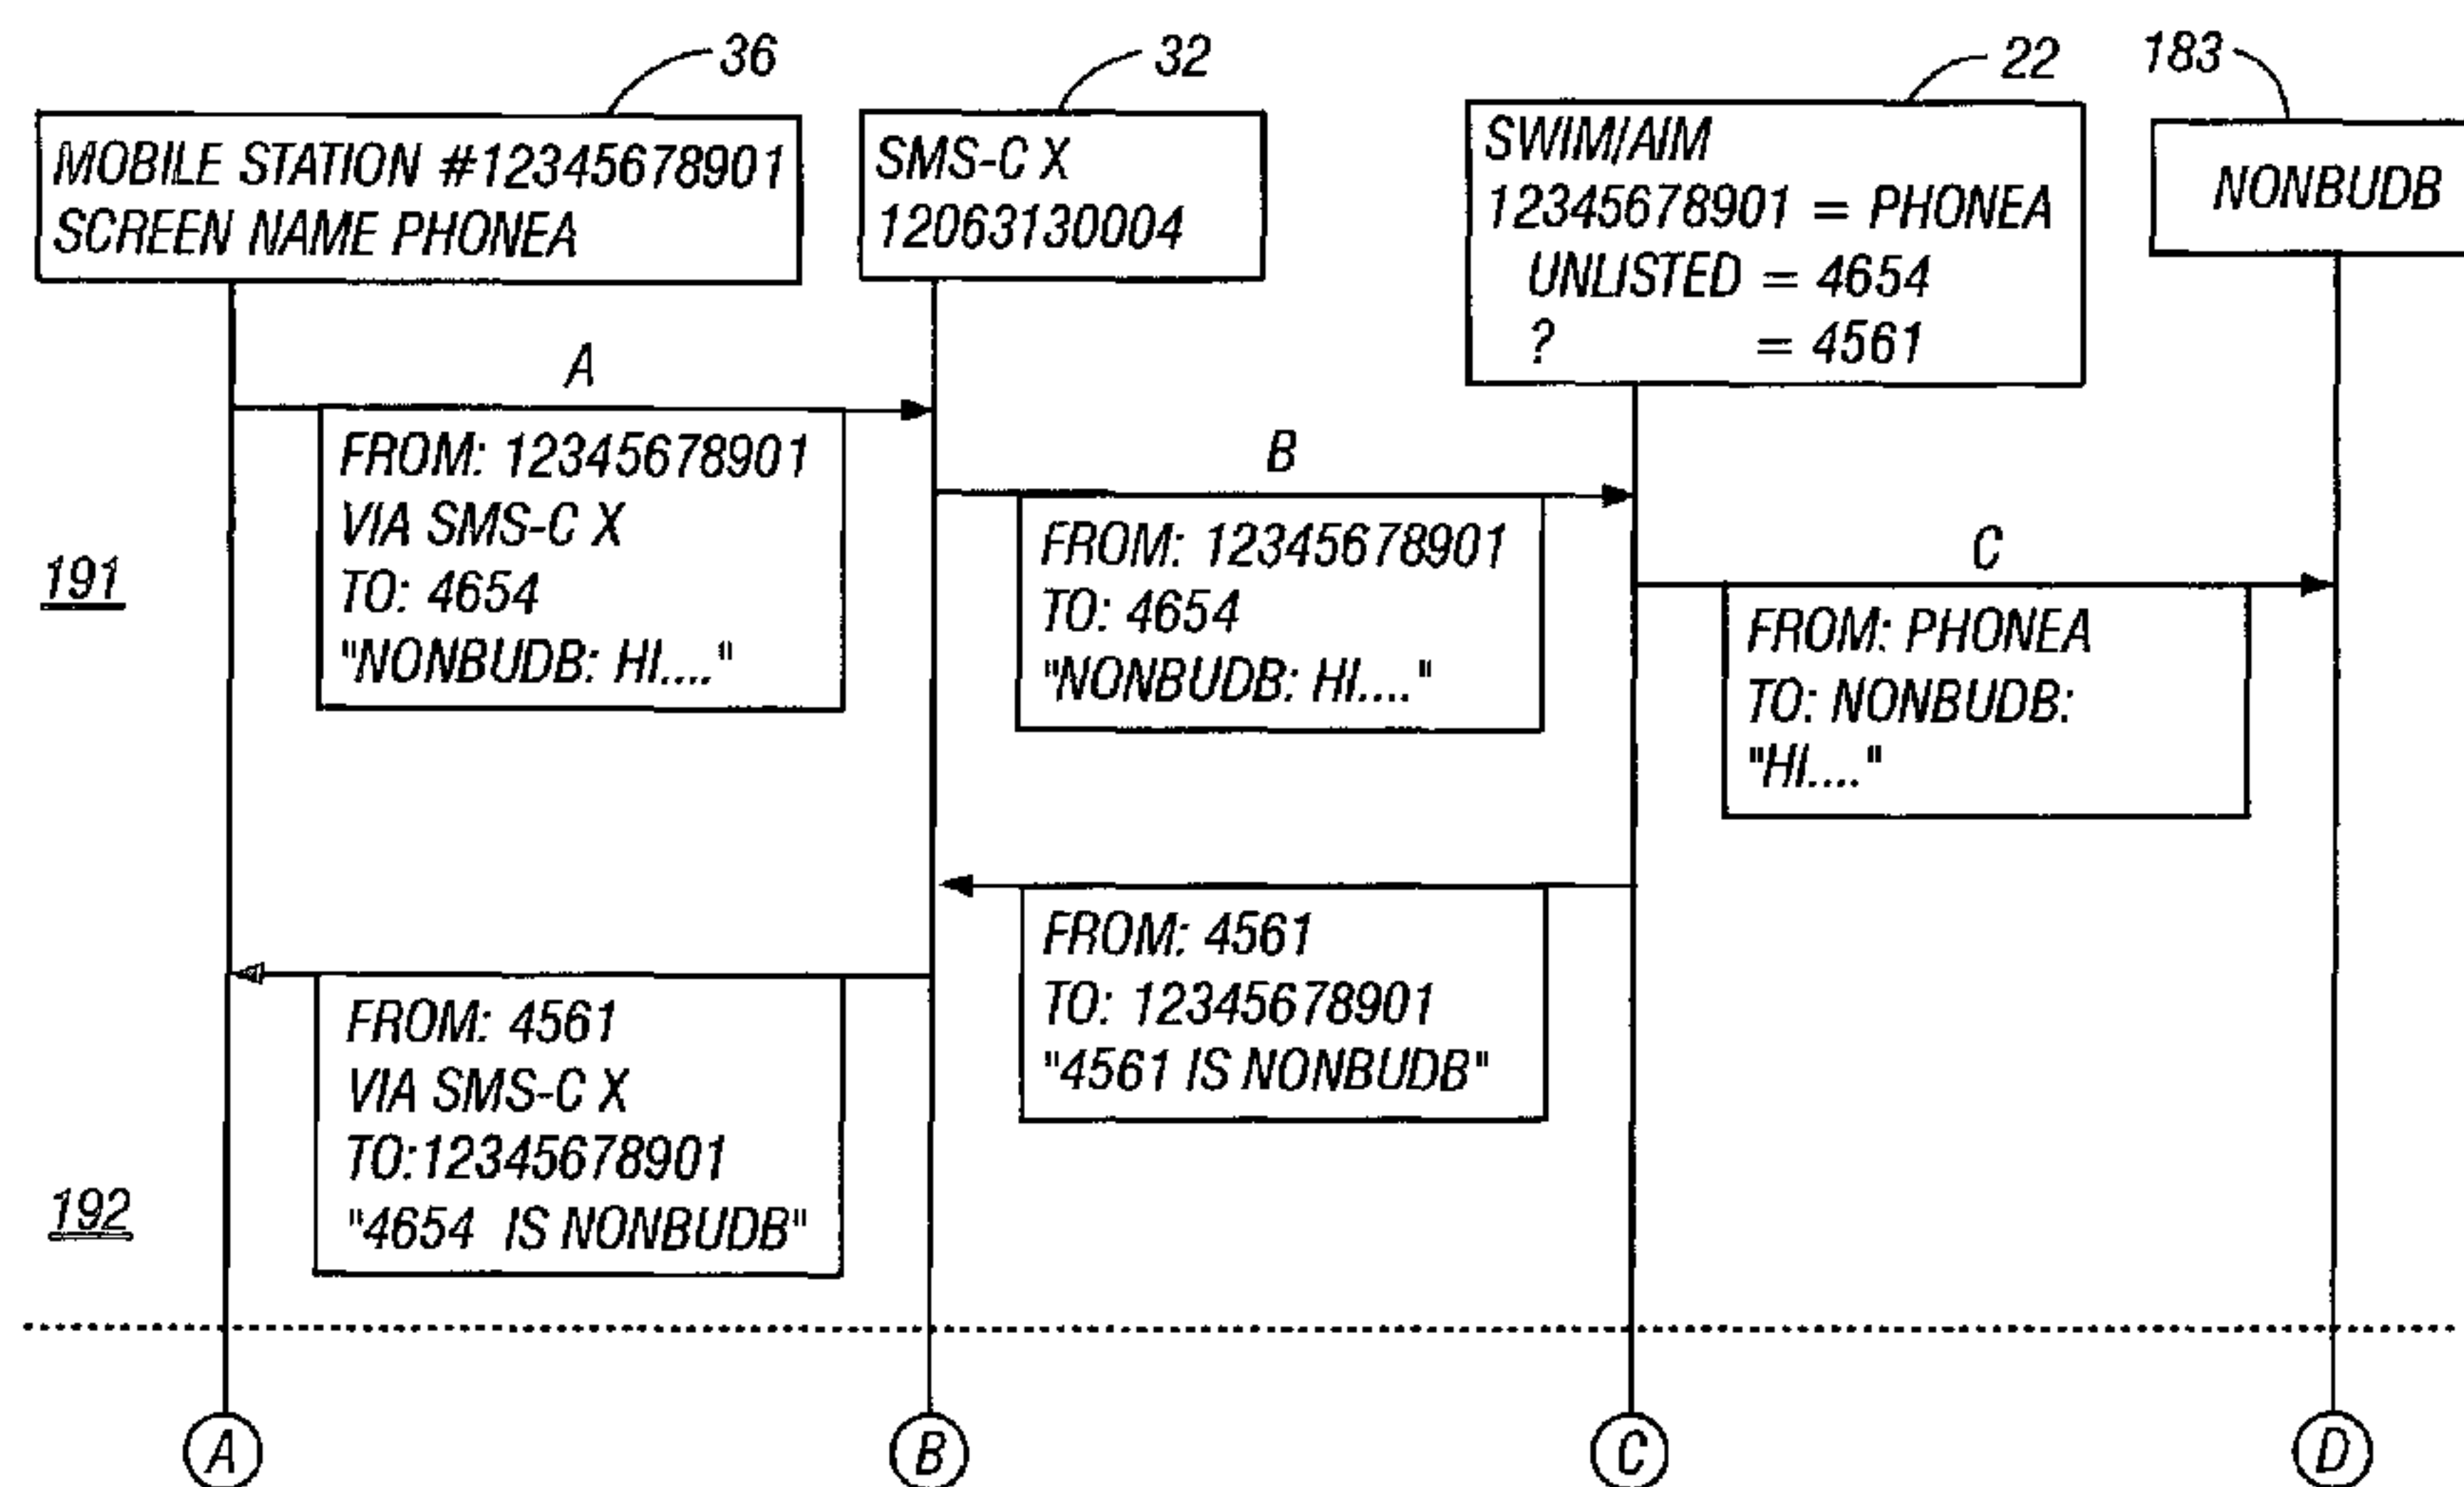 36
32
22
183
MOBILE STATION #12345678901
SCREEN NAME PHONEA
SMS-C X
12063130004
SWIM/AIM
12345678901 = PHONEA
UNLISTED = 4654
? = 4561
NONBUDB
A
FROM: 12345678901
VIA SMS-C X
TO: 4654
"NONBUDB: HI...."
B
FROM: 12345678901
TO: 4654
"NONBUDB: HI...."
C
FROM: PHONEA
TO: NONBUDB:
"HI...."
191
FROM: 4561
TO: 12345678901
"4561 IS NONBUDB"
FROM: 4561
VIA SMS-C X
TO:12345678901
"4654 IS NONBUDB"
192
A
B
C
D